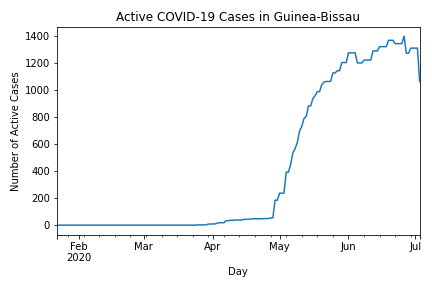 Active COVID-19 Cases in Guinea-Bissau
1400
1200
1000
800
600
400
200
0
Number of Active Cases
Feb Mar Apr May Jun Jul
2020
Day